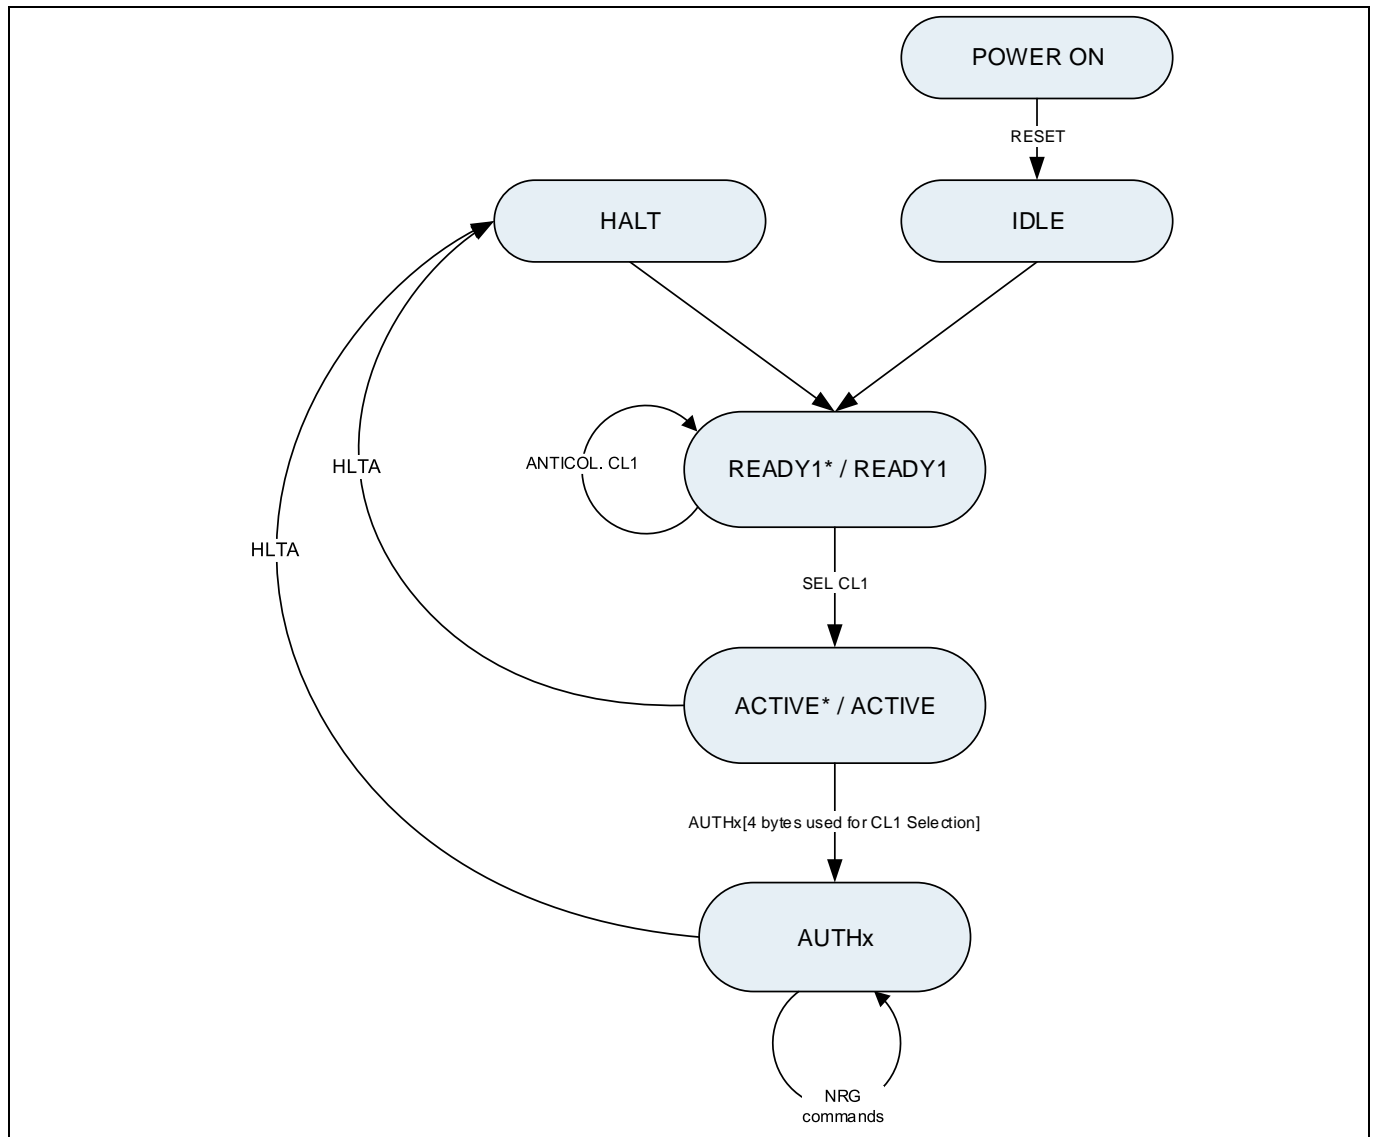 POWER ON
RESET
HALT
IDLE
ANTICOL. CL1
READY1* / READY1
HLTA
HLTA
SEL CL1
ACTIVE* / ACTIVE
AUTHx[4 bytes used for CL1 Selection]
AUTHx
NRG
commands